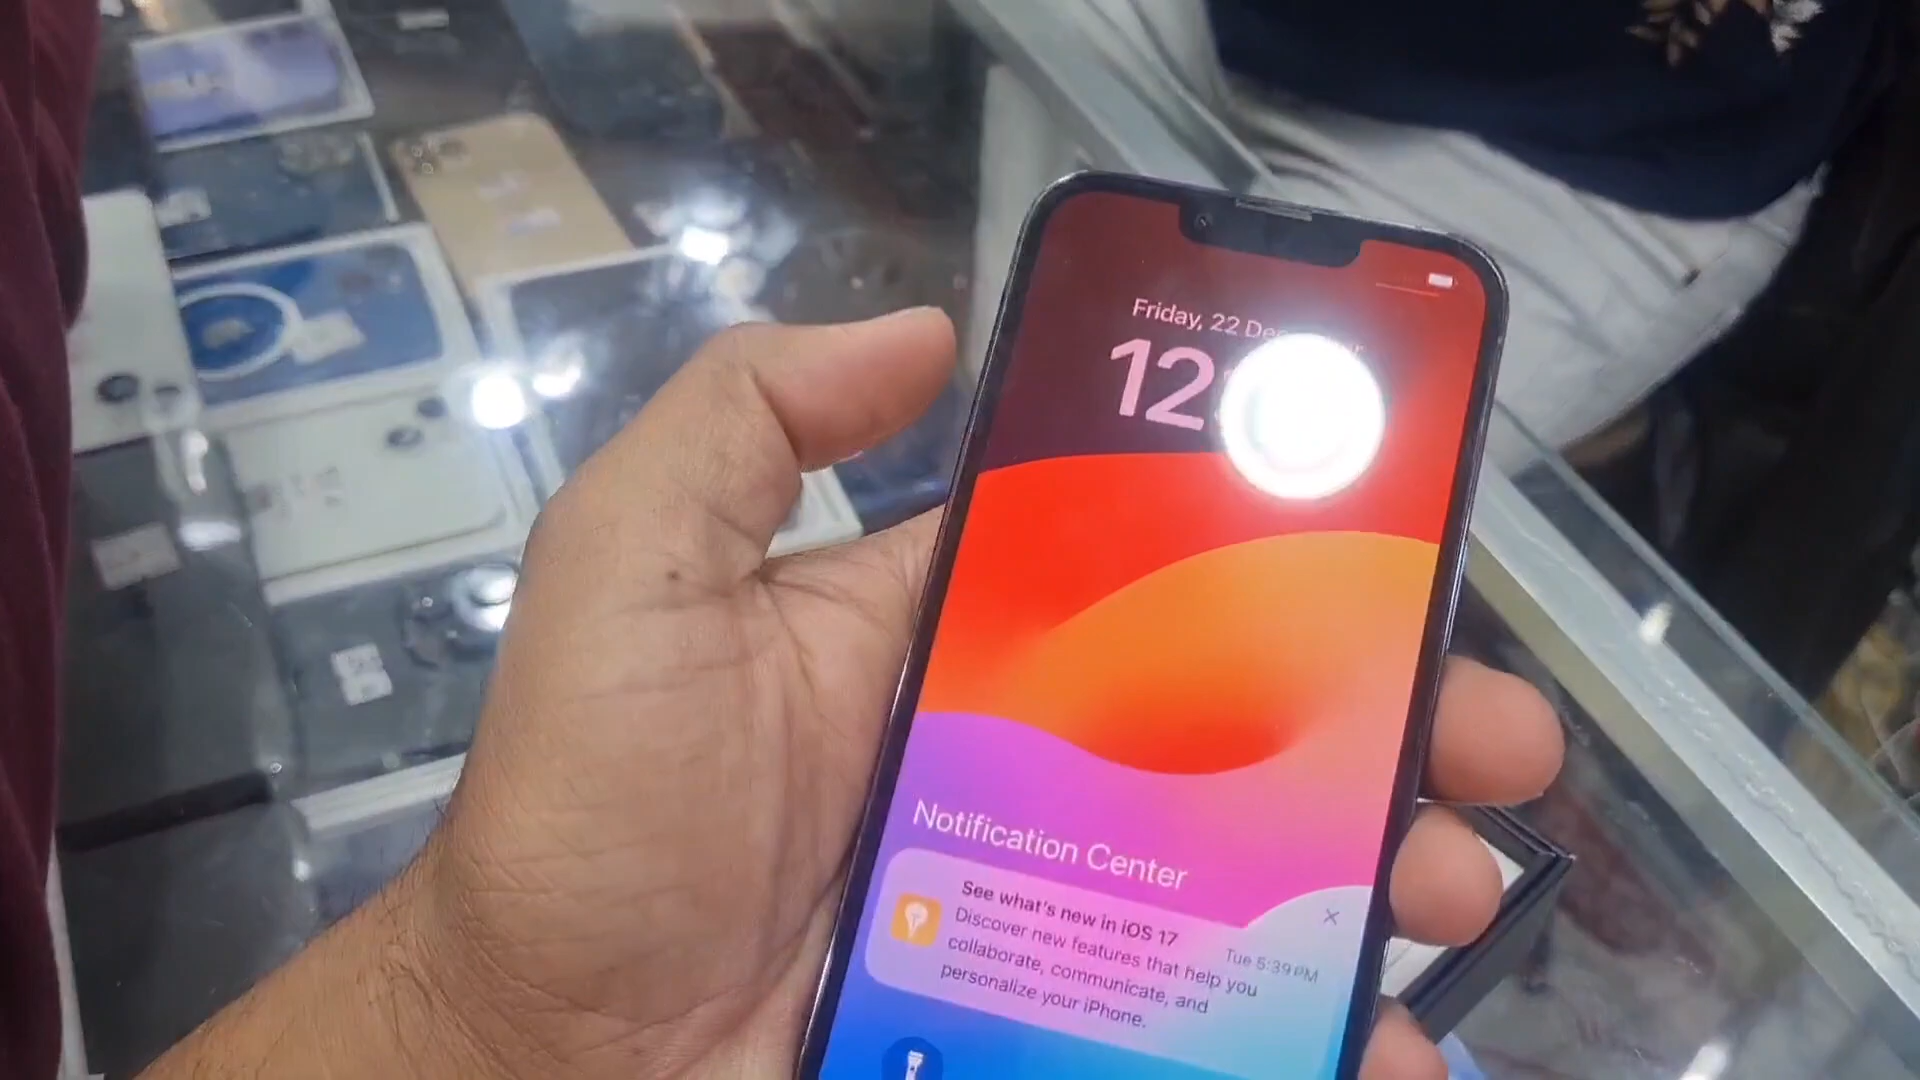 Friday, 22
12
Notification Center
See what's new in iOS 17
Tue 5:39 PM
Discover new features that help you
collaborate, communicate, and
personalize your iPhone.